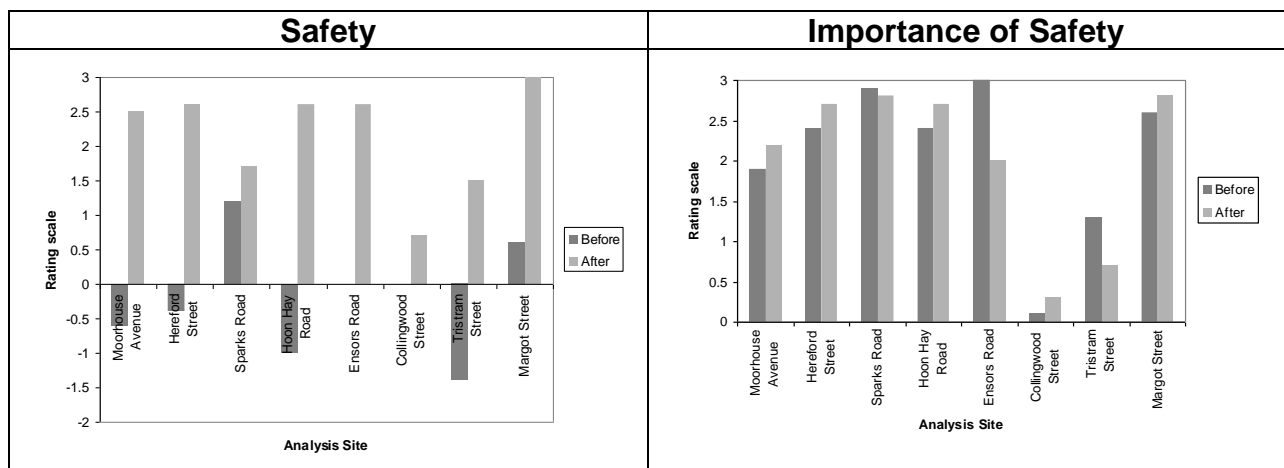 Safety
Importance of Safety
3
2.5
2
1.5
1
0.5
0
-0.5
-1
-1.5
-2
Rating scale
Moorhouse
Avenue
Hereford
Street
Sparks Road
Hoon Hay
Road
Ensors Road
Collingwood
Street
Tristram
Street
Margot Street
Analysis Site
Before
After
3
2.5
2
1.5
1
0.5
0
Rating scale
Moorhouse
Avenue
Hereford
Street
Sparks Road
Hoon Hay
Road
Ensors Road
Collingwood
Street
Tristram
Street
Margot Street
Analysis Site
Before
After